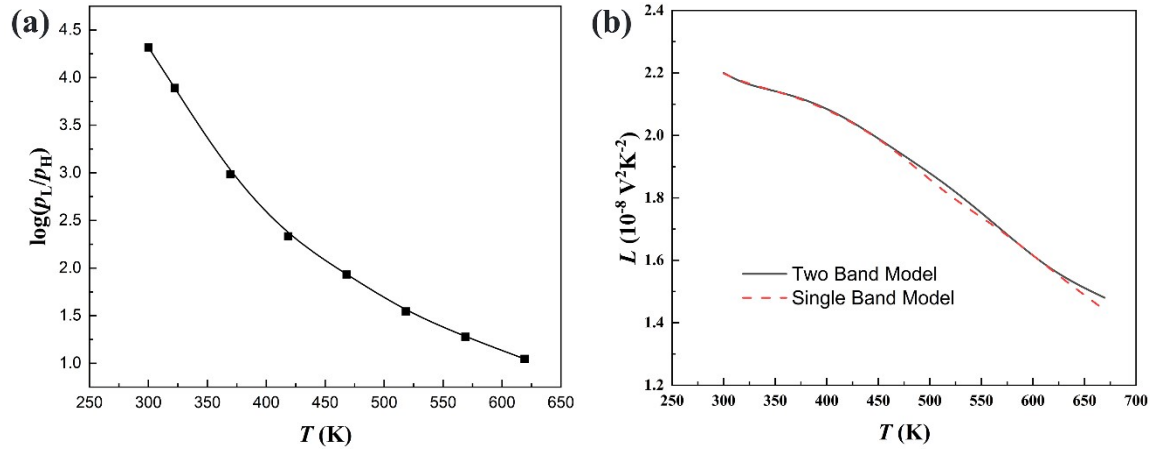 (a)
4.5
4.0
3.5
3.0
2.5
2.0
1.5
1.0
log(pL/pH)
250 300 350 400 450 500 550 600 650
T (K)
(b)
2.4
2.2
2.0
1.8
1.6
1.4
1.2
L (10-8 V2K-2)
Two Band Model
Single Band Model
250 300 350 400 450 500 550 600 650 700
T (K)